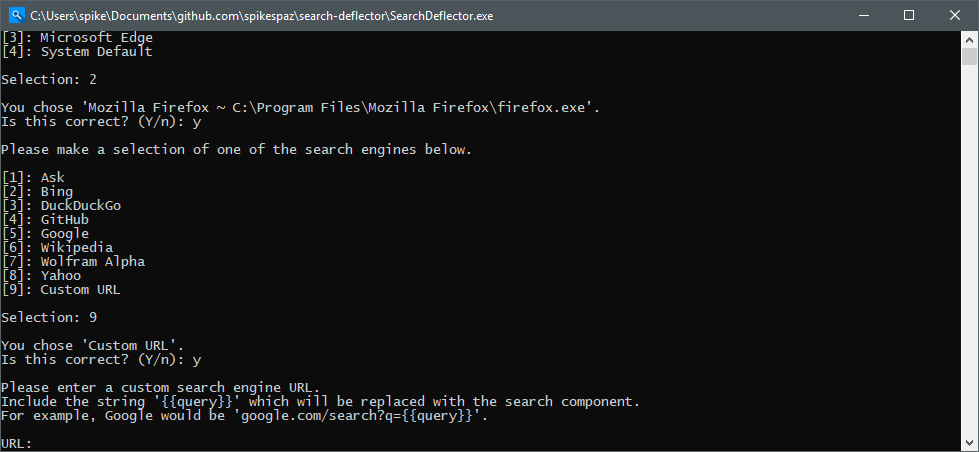 C:\Users\spike\Documents\github.com\spikespaz\search-deflector\SearchDeflector.exe
[3]: Microsoft Edge
[4]: System Default
Selection: 2
You chose 'Mozilla Firefox ~ C:\Program Files\Mozilla Firefox\firefox.exe'.
Is this correct? (Y/n): y
Please make a selection of one of the search engines below.
[1]: Ask
[2]: Bing
[3]: DuckDuckGo
[4]: GitHub
[5]: Google
[6]: Wikipedia
[7]: Wolfram Alpha
[8]: Yahoo
[9]: Custom URL
Selection: 9
You chose 'Custom URL'.
Is this correct? (Y/n): y
Please enter a custom search engine URL.
Include the string '{{query}}' which will be replaced with the search component.
For example, Google would be 'google.com/search?q={{query}}'.
URL: